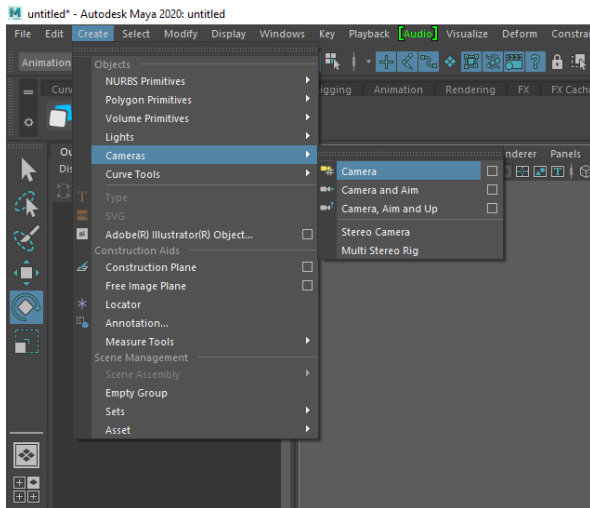 untitled* - Autodesk Maya 2020: untitled
File Edit Create Select Modify Display Windows Key Playback [Audio] Visualize Deform Constrai
Animation
Objects
NURBS Primitives
Polygon Primitives
Volume Primitives
Lights
Cameras
Curve Tools
Type
SVG
Adobe(R) Illustrator(R) Object...
Construction Aids
Construction Plane
Free Image Plane
Locator
Annotation...
Measure Tools
Scene Management
Scene Assembly
Empty Group
Sets
Asset
Curv
igging Animation Rendering FX FX Cachi
Ou
Dis
nderer Panels
Camera
Camera and Aim
Camera, Aim and Up
Stereo Camera
Multi Stereo Rig